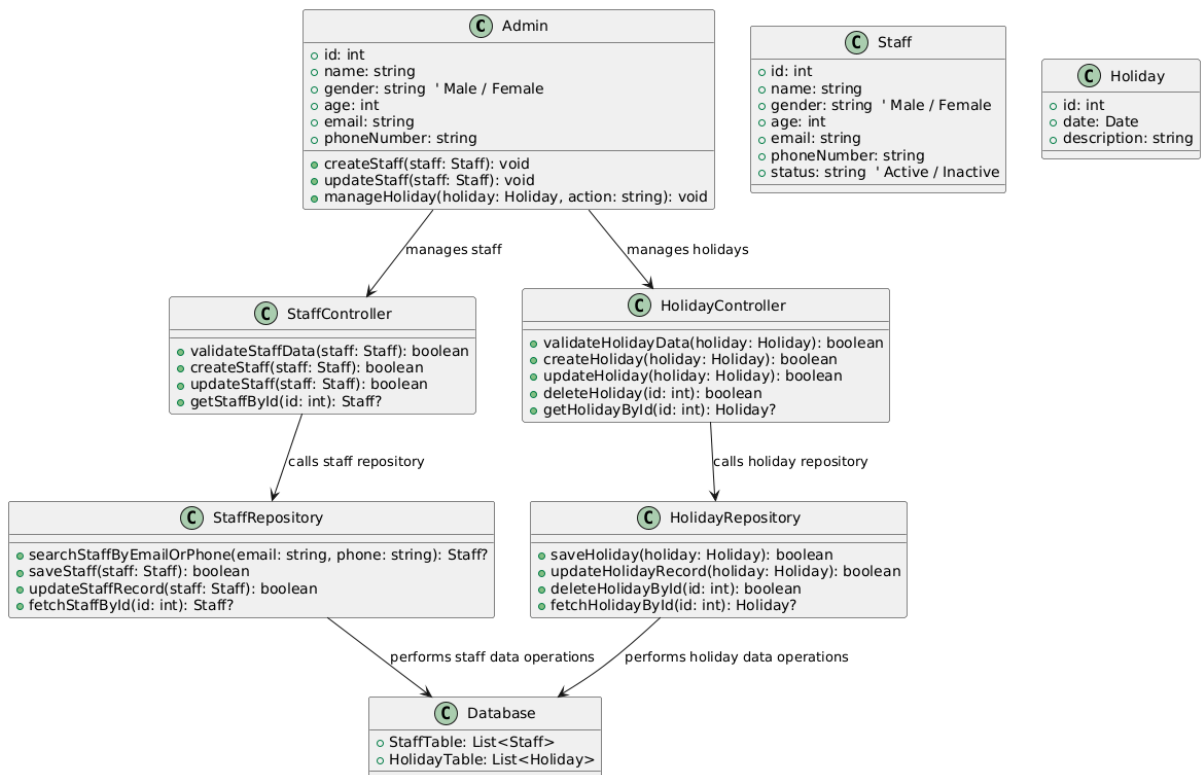 C Admin
id: int
name: string
gender: string ' Male / Female
age: int
email: string
phoneNumber: string
createStaff(staff: Staff): void
updateStaff(staff: Staff): void
manageHoliday(holiday: Holiday, action: string): void
C Staff
id: int
name: string
gender: string ' Male / Female
age: int
email: string
phoneNumber: string
status: string ' Active / Inactive
C Holiday
id: int
date: Date
description: string
manages staff
manages holidays
C StaffController
validateStaffData(staff: Staff): boolean
createStaff(staff: Staff): boolean
updateStaff(staff: Staff): boolean
getStaffById(id: int): Staff?
C HolidayController
validateHolidayData(holiday: Holiday): boolean
createHoliday(holiday: Holiday): boolean
updateHoliday(holiday: Holiday): boolean
deleteHoliday(id: int): boolean
getHolidayById(id: int): Holiday?
calls staff repository
calls holiday repository
C StaffRepository
searchStaffByEmailOrPhone(email: string, phone: string): Staff?
saveStaff(staff: Staff): boolean
updateStaffRecord(staff: Staff): boolean
fetchStaffById(id: int): Staff?
C HolidayRepository
saveHoliday(holiday: Holiday): boolean
updateHolidayRecord(holiday: Holiday): boolean
deleteHolidayById(id: int): boolean
fetchHolidayById(id: int): Holiday?
performs staff data operations
performs holiday data operations
C Database
StaffTable: List<Staff>
HolidayTable: List<Holiday>